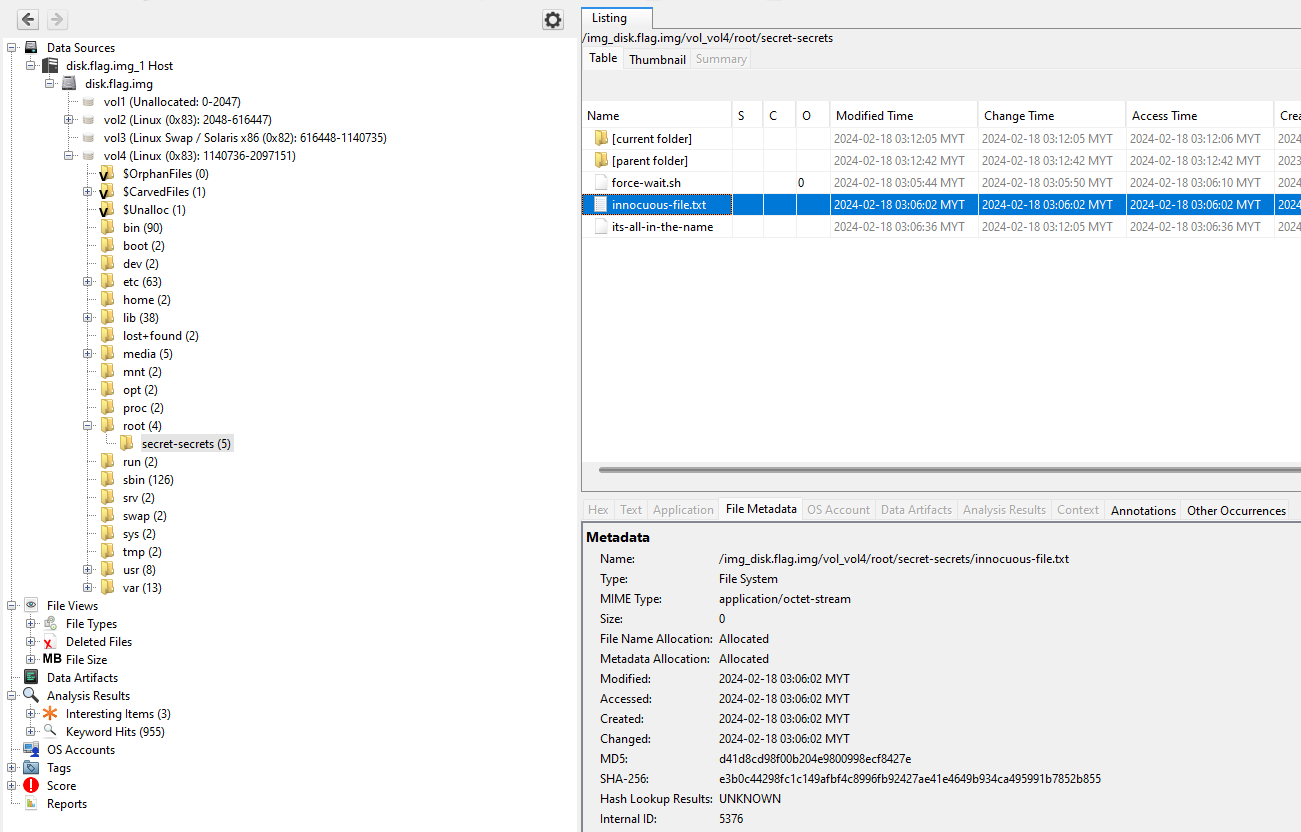 Data Sources
disk.flag.img_1 Host
disk.flag.img
vol1 (Unallocated: 0-2047)
vol2 (Linux (0x83): 2048-616447)
vol3 (Linux Swap / Solaris x86 (0x82): 616448-1140735)
vol4 (Linux (0x83): 1140736-2097151)
$OrphanFiles (0)
$CarvedFiles (1)
$Unalloc (1)
bin (90)
boot (2)
dev (2)
etc (63)
home (2)
lib (38)
lost+found (2)
media (5)
mnt (2)
opt (2)
proc (2)
root (4)
secret-secrets (5)
run (2)
sbin (126)
srv (2)
swap (2)
sys (2)
tmp (2)
usr (8)
var (13)
File Views
File Types
Deleted Files
MB File Size
Data Artifacts
Analysis Results
Interesting Items (3)
Keyword Hits (955)
OS Accounts
Tags
Score
Reports
Listing
/img_disk.flag.img/vol_vol4/root/secret-secrets
Table Thumbnail Summary
Name S C O Modified Time Change Time Access Time Crea
[current folder] 2024-02-18 03:12:05 MYT 2024-02-18 03:12:05 MYT 2024-02-18 03:12:06 MYT 2024
[parent folder] 2024-02-18 03:12:42 MYT 2024-02-18 03:12:42 MYT 2024-02-18 03:12:42 MYT 2023
force-wait.sh 0 2024-02-18 03:05:44 MYT 2024-02-18 03:05:50 MYT 2024-02-18 03:06:10 MYT 2024
innocuous-file.txt 2024-02-18 03:06:02 MYT 2024-02-18 03:06:02 MYT 2024-02-18 03:06:02 MYT 2024
its-all-in-the-name 2024-02-18 03:06:36 MYT 2024-02-18 03:12:05 MYT 2024-02-18 03:06:36 MYT 2024
Hex Text Application File Metadata OS Account Data Artifacts Analysis Results Context Annotations Other Occurrences
Metadata
Name: /img_disk.flag.img/vol_vol4/root/secret-secrets/innocuous-file.txt
Type: File System
MIME Type: application/octet-stream
Size: 0
File Name Allocation: Allocated
Metadata Allocation: Allocated
Modified: 2024-02-18 03:06:02 MYT
Accessed: 2024-02-18 03:06:02 MYT
Created: 2024-02-18 03:06:02 MYT
Changed: 2024-02-18 03:06:02 MYT
MD5: d41d8cd98f00b204e9800998ecf8427e
SHA-256: e3b0c44298fc1c149afbf4c8996fb92427ae41e4649b934ca495991b7852b855
Hash Lookup Results: UNKNOWN
Internal ID: 5376